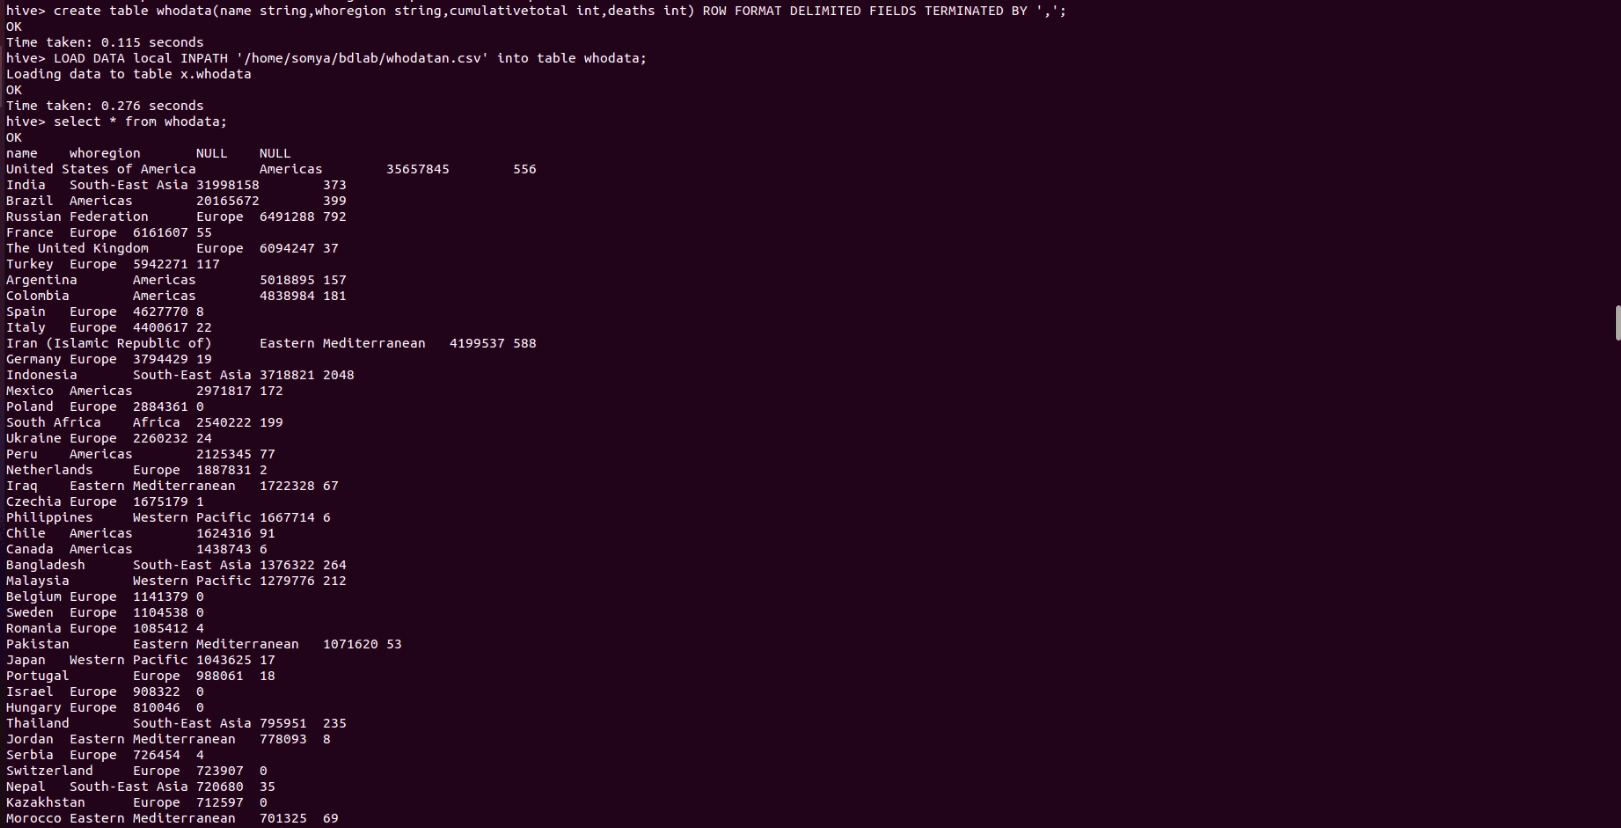 hive> create table whodata(name string,whoregion string,cumulativetotal int,deaths int) ROW FORMAT DELIMITED FIELDS TERMINATED BY ',';
OK
Time taken: 0.115 seconds
hive> LOAD DATA local INPATH '/home/somya/bdlab/whodatan.csv' into table whodata;
Loading data to table x.whodata
OK
Time taken: 0.276 seconds
hive> select * from whodata;
OK
name	whoregion	NULL	NULL
United States of America	Americas	35657845	556
India	South-East Asia	31998158	373
Brazil	Americas	20165672	399
Russian Federation	Europe	6491288	792
France	Europe	6161607	55
The United Kingdom	Europe	6094247	37
Turkey	Europe	5942271	117
Argentina	Americas	5018895	157
Colombia	Americas	4838984	181
Spain	Europe	4627770	8
Italy	Europe	4400617	22
Iran (Islamic Republic of)	Eastern Mediterranean	4199537	588
Germany	Europe	3794429	19
Indonesia	South-East Asia	3718821	2048
Mexico	Americas	2971817	172
Poland	Europe	2884361	0
South Africa	Africa	2540222	199
Ukraine	Europe	2260232	24
Peru	Americas	2125345	77
Netherlands	Europe	1887831	2
Iraq	Eastern Mediterranean	1722328	67
Czechia	Europe	1675179	1
Philippines	Western Pacific	1667714	6
Chile	Americas	1624316	91
Canada	Americas	1438743	6
Bangladesh	South-East Asia	1376322	264
Malaysia	Western Pacific	1279776	212
Belgium	Europe	1141379	0
Sweden	Europe	1104538	0
Romania	Europe	1085412	4
Pakistan	Eastern Mediterranean	1071620	53
Japan	Western Pacific	1043625	17
Portugal	Europe	988061	18
Israel	Europe	908322	0
Hungary	Europe	810046	0
Thailand	South-East Asia	795951	235
Jordan	Eastern Mediterranean	778093	8
Serbia	Europe	726454	4
Switzerland	Europe	723907	0
Nepal	South-East Asia	720680	35
Kazakhstan	Europe	712597	0
Morocco	Eastern Mediterranean	701325	69